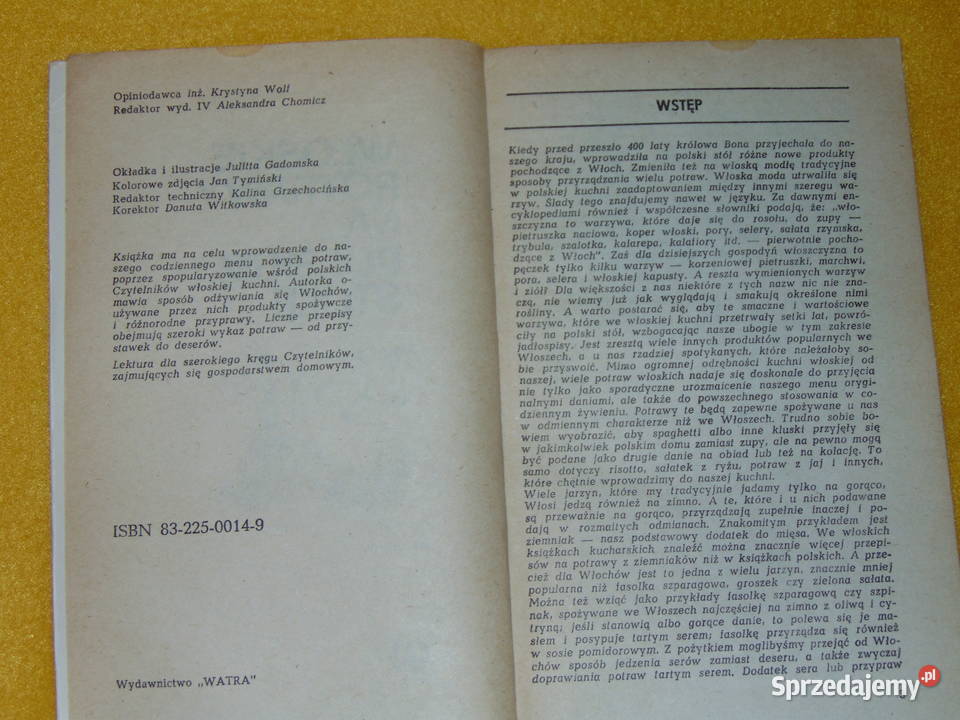 Opiniodawca inż. Krystyna Wolf
Redaktor wyd. IV Aleksandra Chomicz
Okładka i ilustracje Julitta Gadomska
Kolorowe zdjęcia Jan Tymiński
Redaktor techniczny Kalina Grzechocińska
Korektor Danuta Witkowska
Książka ma na celu wprowadzenie do na-
szego codziennego menu nowych potraw,
poprzez spopularyzowanie wśród polskich
Czytelników włoskiej kuchni. Autorka o-
mawia sposób odżywiania się Włochów,
używane przez nich produkty spożywcze
i różnorodne przyprawy. Liczne przepisy
obejmują szeroki wykaz potraw — od przy-
stawek do deserów.
Lektura dla szerokiego kręgu Czytelników,
zajmujących się gospodarstwem domowym.
ISBN 83-225-0014-9
Wydawnictwo „WATRA"
WSTĘP
Kiedy przed przeszło 400 laty królowa Bona przyjechała do na-
szego kraju, wprowadziła na polski stół różne nowe produkty
pochodzące z Włoch. Zmieniła też na włoską modłę tradycyjne
sposoby przyrządzania wielu potraw. Włoska moda utrwaliła się
w polskiej kuchni zaadaptowaniem między innymi szeregu wa-
rzyw. Ślady tego znajdujemy nawet w języku. Za dawnymi en-
cyklopediami również i współczesne słowniki podają, że: „wło-
szczyzna to warzywa, które daje się do rosołu, do zupy —
pietruszka naciowa, koper włoski, pory, selery, sałata rzymska,
trybula, szalotka, kalarepa, kalafiory itd. — pierwotnie pocho-
dzące z Włoch". Zaś dla dzisiejszych gospodyń włoszczyzna to
pęczek tylko kilku warzyw — korzeniowej pietruszki, marchwi,
pora, selera i włoskiej kapusty. A reszta wymienionych warzyw
i ziół? Dla większości z nas niektóre z tych nazw nic nie zna-
czą, nie wiemy już jak wyglądają i smakują określone nimi
rośliny. A warto postarać się, aby te smaczne i wartościowe
warzywa, które we włoskiej kuchni przetrwały setki lat, powró-
ciły na polski stół, wzbogacając nasze ubogie w tym zakresie
jadłospisy. Jest zresztą wiele innych produktów popularnych we
Włoszech, a u nas rzadziej spotykanych, które należałoby so-
bie przyswoić. Mimo ogromnej odrębności kuchni włoskiej od
naszej, wiele potraw włoskich nadaje się doskonale do przyjęcia
nie tylko jako sporadyczne urozmaicenie naszego menu orygi-
nalnymi daniami, ale także do powszechnego stosowania w co-
dziennym żywieniu. Potrawy te będą zapewne spożywane u nas
w odmiennym charakterze niż we Włoszech. Trudno sobie bo-
wiem wyobrazić, aby spaghetti albo inne kluski przyjęły się
w jakimkolwiek polskim domu zamiast zupy, ale na pewno mogą
być podane jako drugie danie na obiad lub też na kolację. To
samo dotyczy risotto, sałatek z ryżu, potraw z jaj i innych,
które chętnie wprowadzimy do naszej kuchni.
Wiele jarzyn, które my tradycyjnie jadamy tylko na gorąco,
Włosi jedzą również na zimno. A te, które i u nich podawane
są przeważnie na gorąco, przyrządzają zupełnie inaczej i po-
dają w rozmaitych odmianach. Znakomitym przykładem jest
ziemniak — nasz podstawowy dodatek do mięsa. We włoskich
książkach kucharskich znaleźć można znacznie więcej przepi-
sów na potrawy z ziemniaków niż w książkach polskich. A prze-
cież dla Włochów jest to jedna z wielu jarzyn, znacznie mniej
popularna niż fasolka szparagowa, groszek czy zielona sałata.
Można też wziąć jako przykłady fasolkę szparagową czy szpi-
nak, spożywane we Włoszech najczęściej na zimno z oliwą i cy-
tryną; jeśli stanowią albo gorące danie, to polewa się je ma-
słem i posypuje tartym serem; fasolkę przyrządza się również
w sosie pomidorowym. Z pożytkiem moglibyśmy przejąć od Wło-
chów sposób jedzenia serów zamiast deseru, a także zwyczaj
doprawiania potraw tartym serem. Dodatek sera lub przypraw
Sprzedajemy.pl